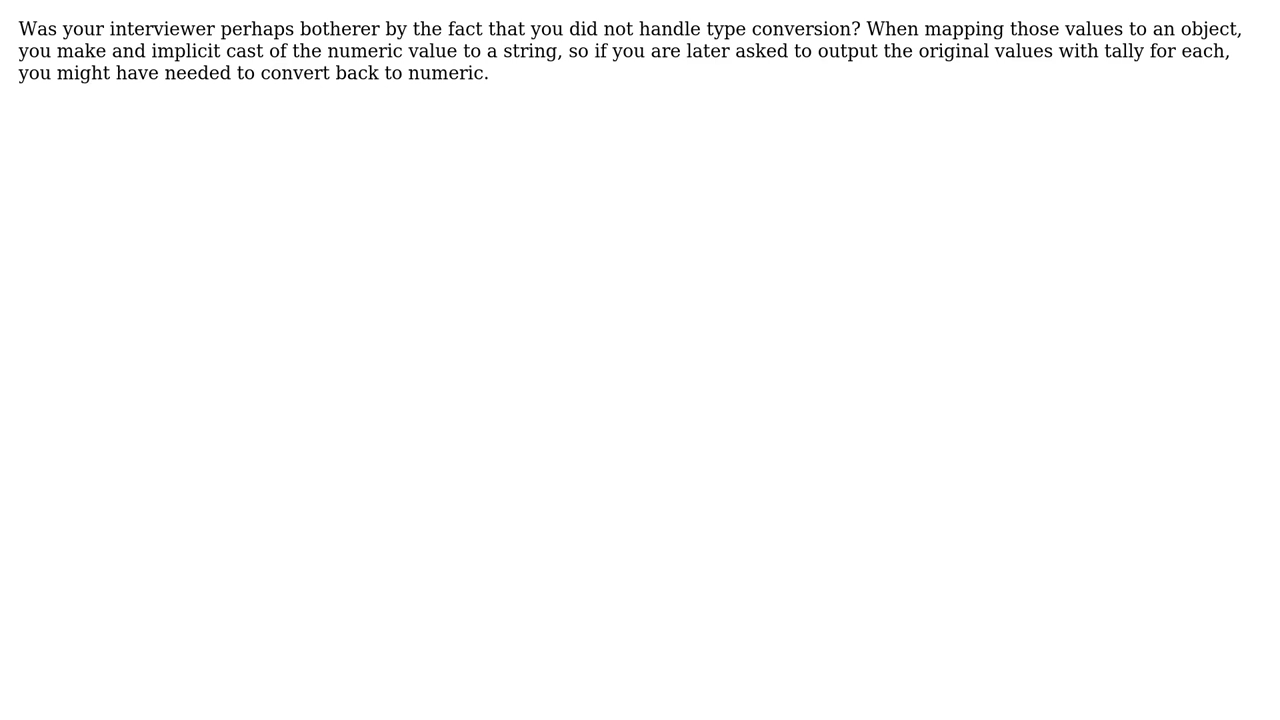 Was your interviewer perhaps botherer by the fact that you did not handle type conversion? When mapping those values to an object,
you make and implicit cast of the numeric value to a string, so if you are later asked to output the original values with tally for each,
you might have needed to convert back to numeric.